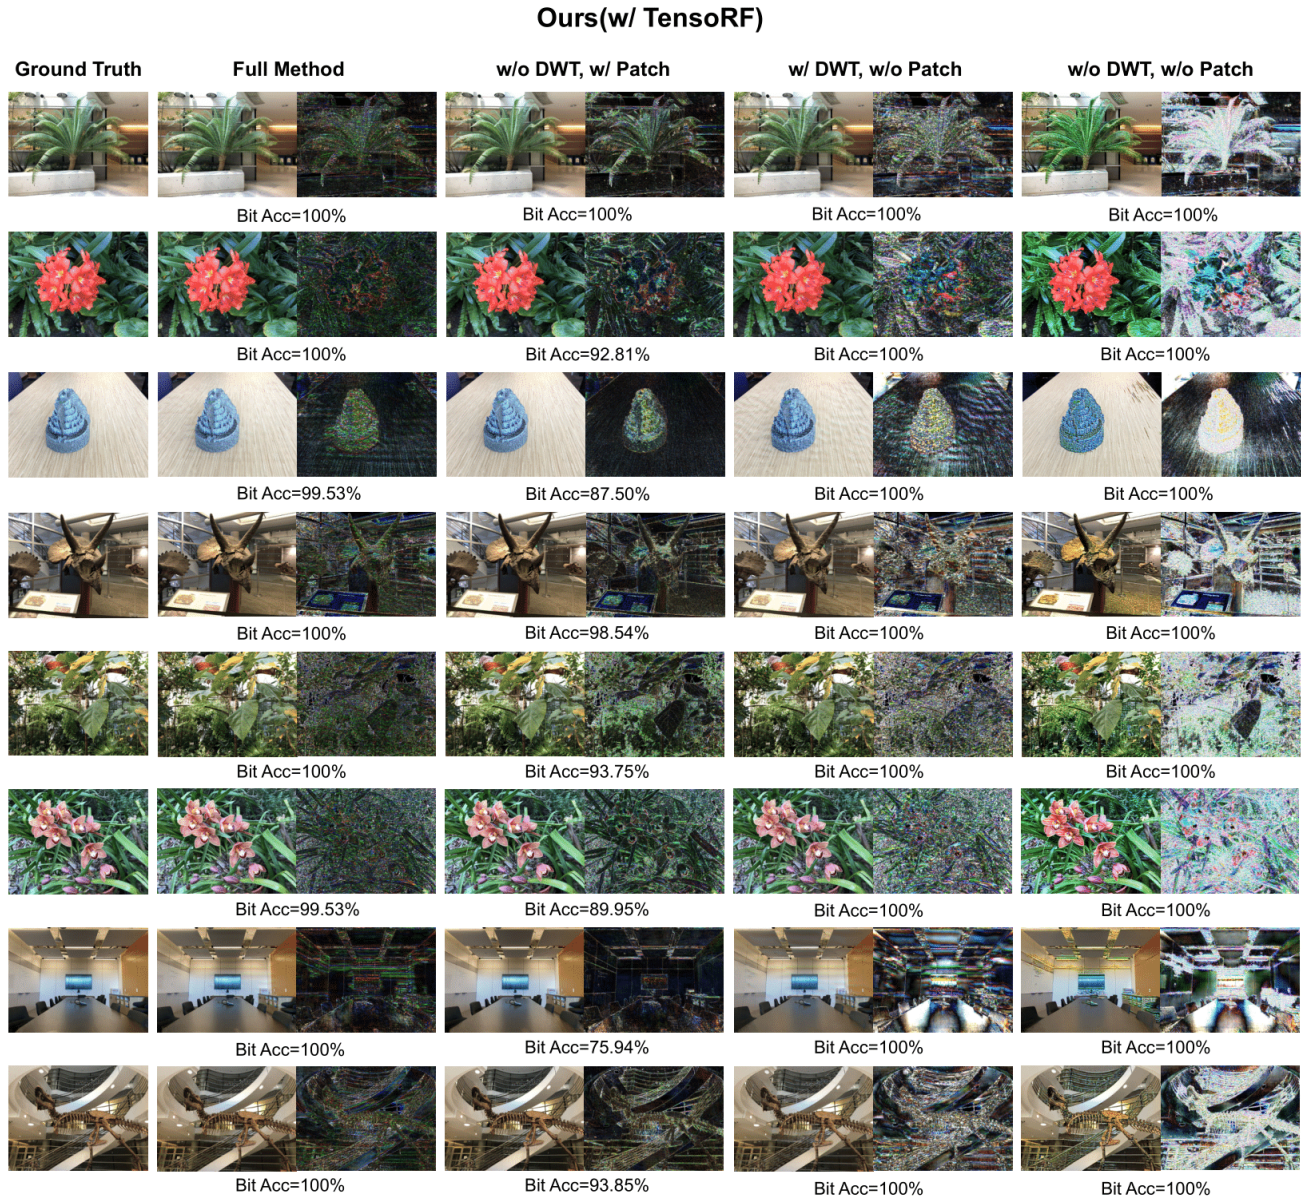 Ours(w/ TensoRF)
Ground Truth Full Method w/o DWT, w/ Patch w/ DWT, w/o Patch w/o DWT, w/o Patch
Bit Acc=100% Bit Acc=100% Bit Acc=100% Bit Acc=100%
Bit Acc=100% Bit Acc=92.81% Bit Acc=100% Bit Acc=100%
Bit Acc=99.53% Bit Acc=87.50% Bit Acc=100% Bit Acc=100%
Bit Acc=100% Bit Acc=98.54% Bit Acc=100% Bit Acc=100%
Bit Acc=100% Bit Acc=93.75% Bit Acc=100% Bit Acc=100%
Bit Acc=99.53% Bit Acc=89.95% Bit Acc=100% Bit Acc=100%
Bit Acc=100% Bit Acc=75.94% Bit Acc=100% Bit Acc=100%
Bit Acc=100% Bit Acc=93.85% Bit Acc=100% Bit Acc=100%